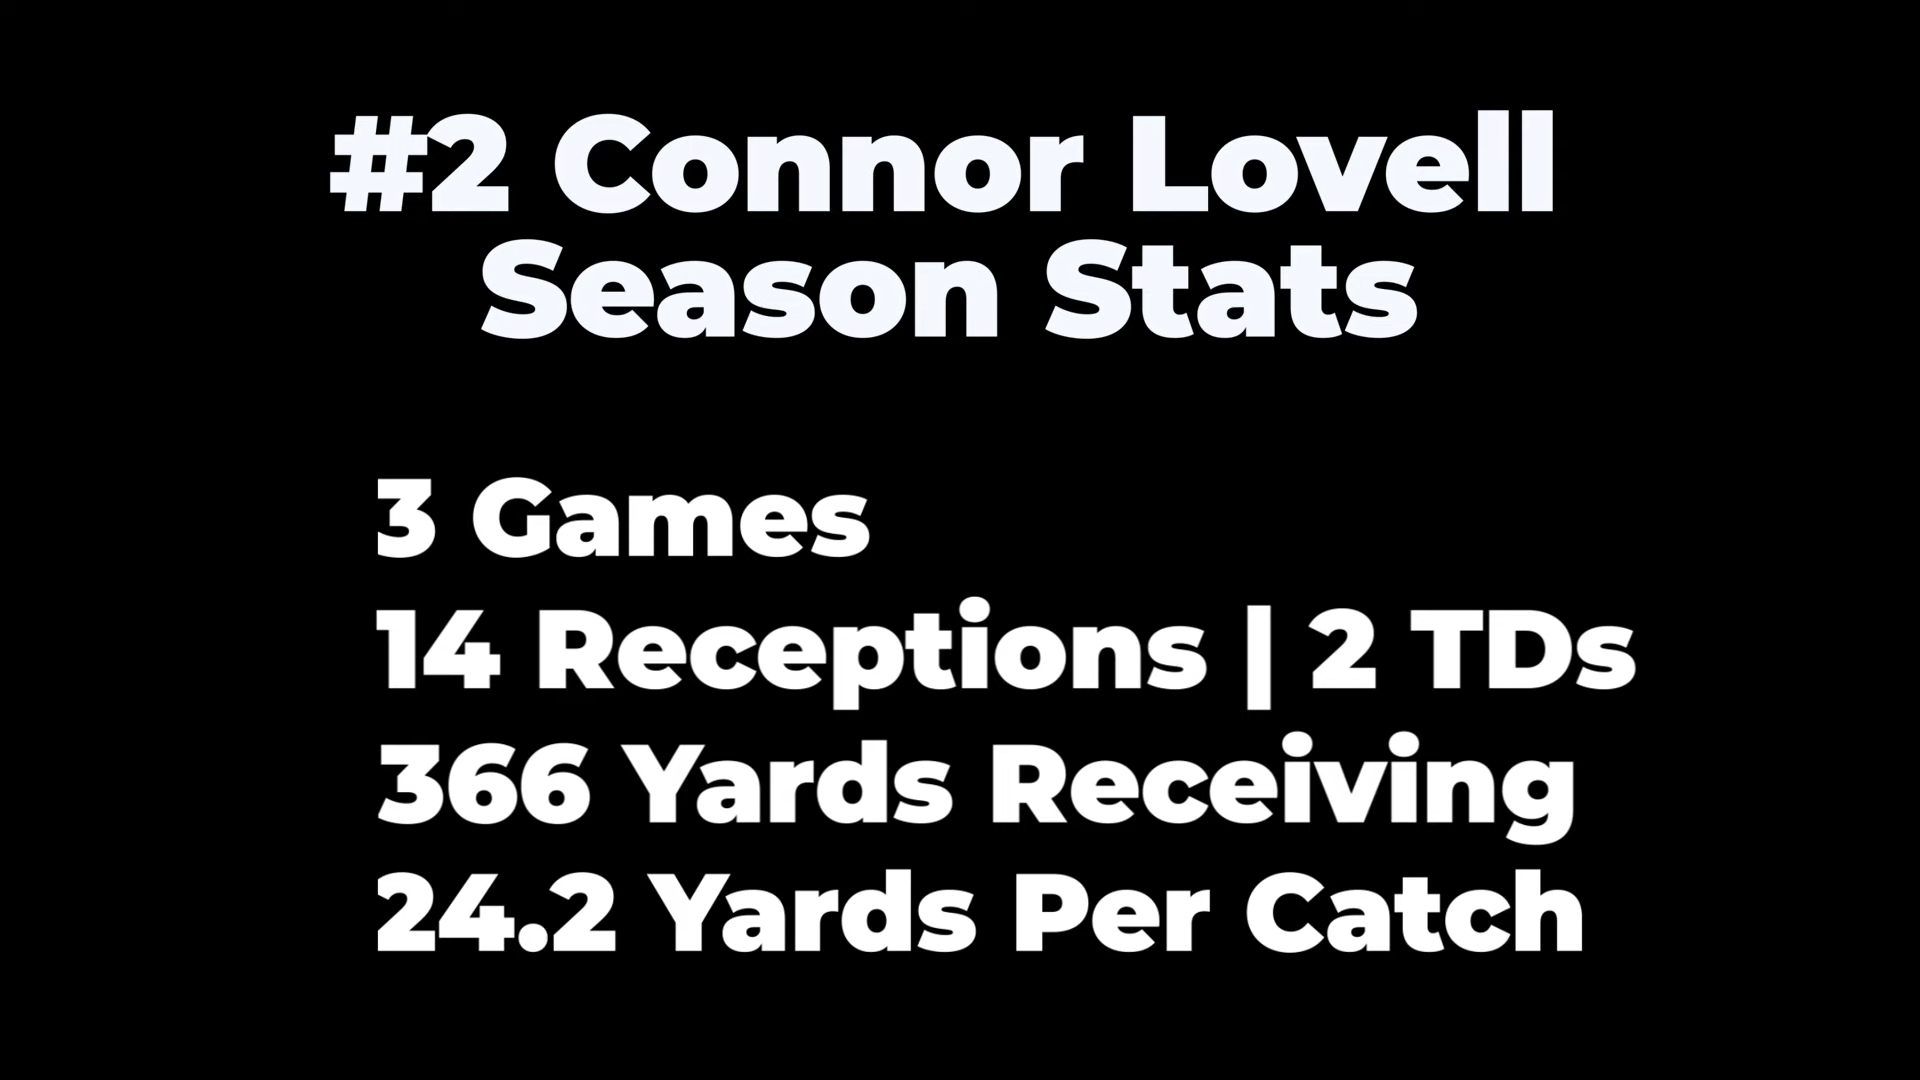 #2 Connor Lovell
Season Stats
3 Games
14 Receptions | 2 TDs
366 Yards Receiving
24.2 Yards Per Catch